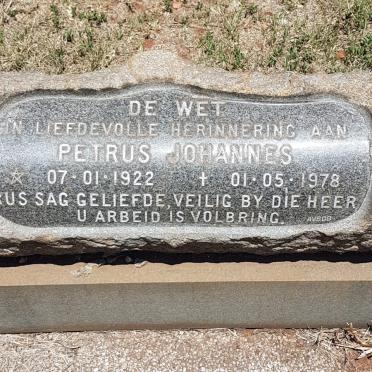 DE WET
IN LIEFDEVOLLE HERINNERING AAN
PETRUS JOHANNES
☆ 07·01·1922 † 01·05·1978
RUS SAG GELIEFDE, VEILIG BY DIE HEER
U ARBEID IS VOLBRING.
AVBOB